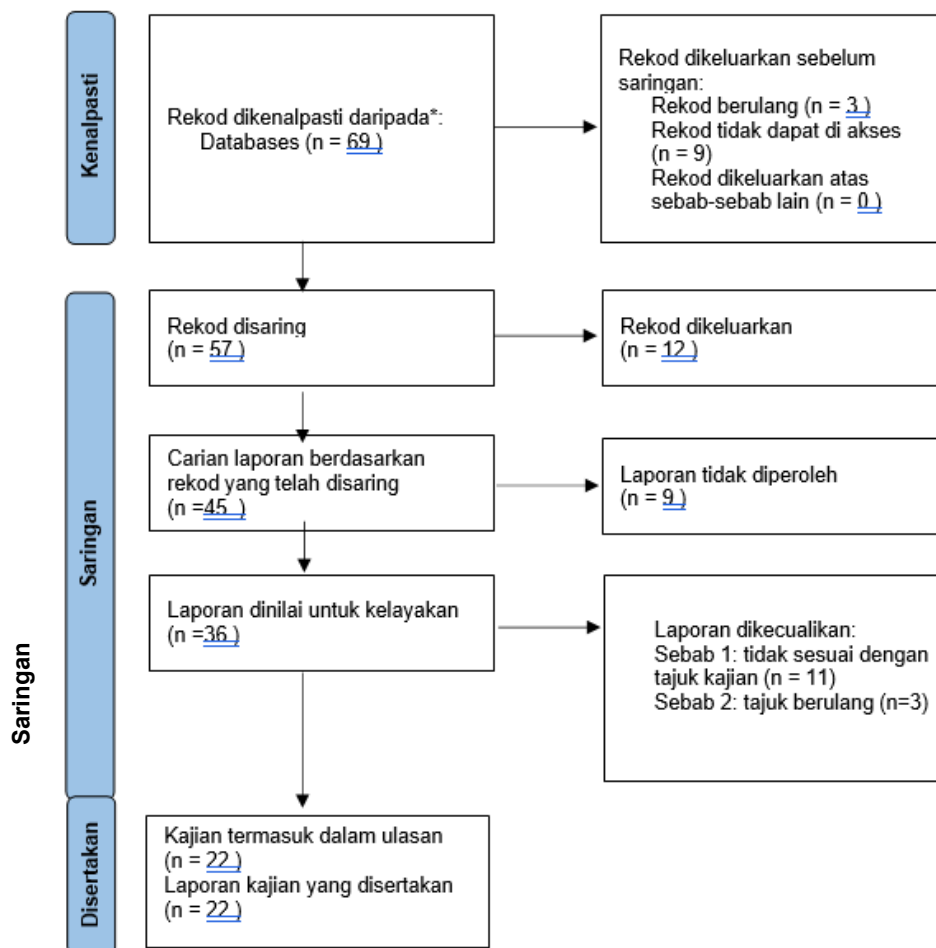 Kenalpasti
Rekod dikenalpasti daripada*:
Databases (n = 69 )
Rekod dikeluarkan sebelum
saringan:
Rekod berulang (n = 3 )
Rekod tidak dapat di akses
(n = 9)
Rekod dikeluarkan atas
sebab-sebab lain (n = 0 )
Saringan
Saringan
Rekod disaring
(n = 57 )
Rekod dikeluarkan
(n = 12 )
Carian laporan berdasarkan
rekod yang telah disaring
(n =45 )
Laporan tidak diperoleh
(n = 9 )
Laporan dinilai untuk kelayakan
(n =36 )
Laporan dikecualikan:
Sebab 1: tidak sesuai dengan
tajuk kajian (n = 11)
Sebab 2: tajuk berulang (n=3)
Disertakan
Kajian termasuk dalam ulasan
(n = 22 )
Laporan kajian yang disertakan
(n = 22 )